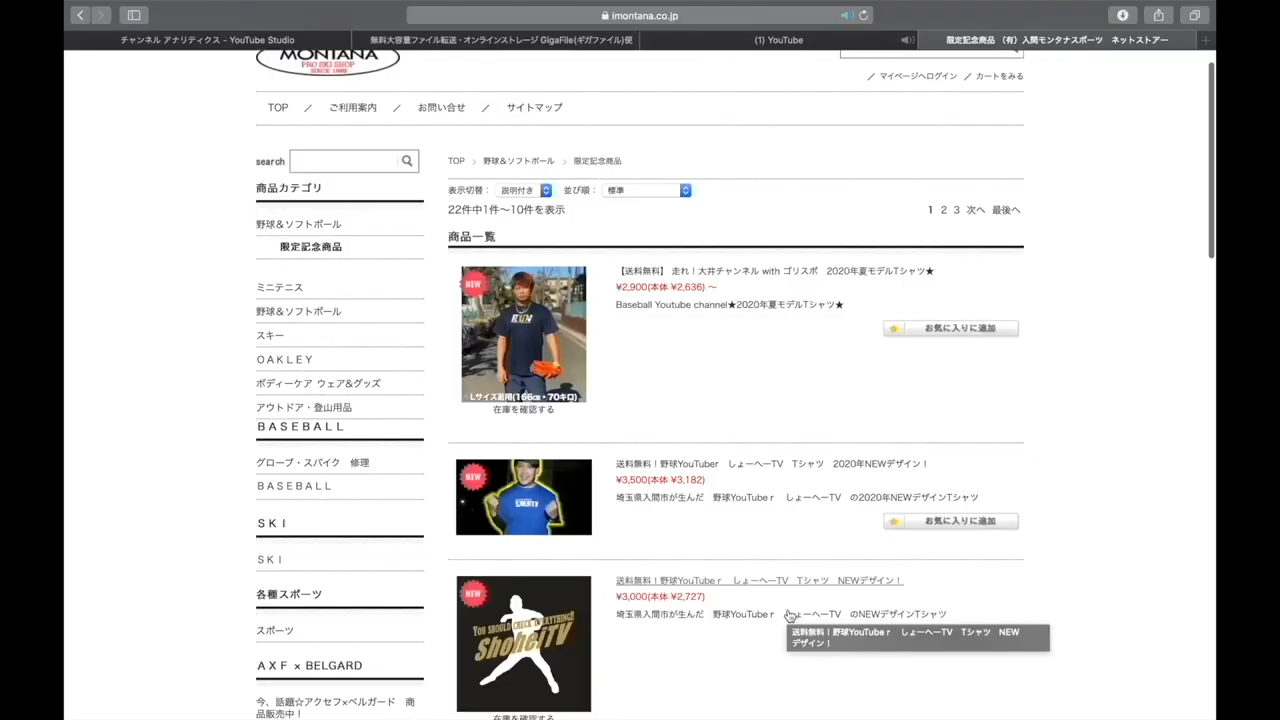 imontana.co.jp
チャンネル アナリティクス - YouTube Studio
無料大容量ファイル転送・オンラインストレージ GigaFile(ギガファイル)便
(1) YouTube
限定記念商品 （有）入間モンタナスポーツ　ネットストアー
MONTANA
PRO SKI SHOP
／ マイページへログイン ／ カートをみる
TOP ／ ご利用案内 ／ お問い合せ ／ サイトマップ
search
商品カテゴリ
野球＆ソフトボール
限定記念商品
ミニテニス
野球＆ソフトボール
スキー
ＯＡＫＬＥＹ
ボディーケア ウェア&グッズ
アウトドア・登山用品
ＢＡＳＥＢＡＬＬ
グローブ・スパイク　修理
ＢＡＳＥＢＡＬＬ
ＳＫＩ
ＳＫＩ
各種スポーツ
スポーツ
ＡＸＦ × BELGARD
今、話題☆アクセフ×ベルガード　商
品販売中！
TOP > 野球＆ソフトボール > 限定記念商品
表示切替： 説明付き 並び順： 標準
22件中1件〜10件を表示
1 2 3 次へ 最後へ
商品一覧
NEW
RUN
Lサイズ着用(166㎝・70キロ)
在庫を確認する
【送料無料】 走れ！大井チャンネル with ゴリスポ　2020年夏モデルTシャツ★
¥2,900(本体 ¥2,636) 〜
Baseball Youtube channel★2020年夏モデルTシャツ★
お気に入りに追加
NEW
送料無料！野球YouTuber　しょーへーTV　Tシャツ　2020年NEWデザイン！
¥3,500(本体 ¥3,182)
埼玉県入間市が生んだ　野球YouTubeｒ　しょーへーTV　の2020年NEWデザインTシャツ
お気に入りに追加
NEW
YOU SHOULD CHECK EVERYTHING!!
ShoheiTV
在庫を確認する
送料無料！野球YouTubeｒ　しょーへーTV　Tシャツ　NEWデザイン！
¥3,000(本体 ¥2,727)
埼玉県入間市が生んだ　野球YouTubeｒ　しょーへーTV　のNEWデザインTシャツ
送料無料！野球YouTubeｒ　しょーへーTV　Tシャツ　NEW
デザイン！